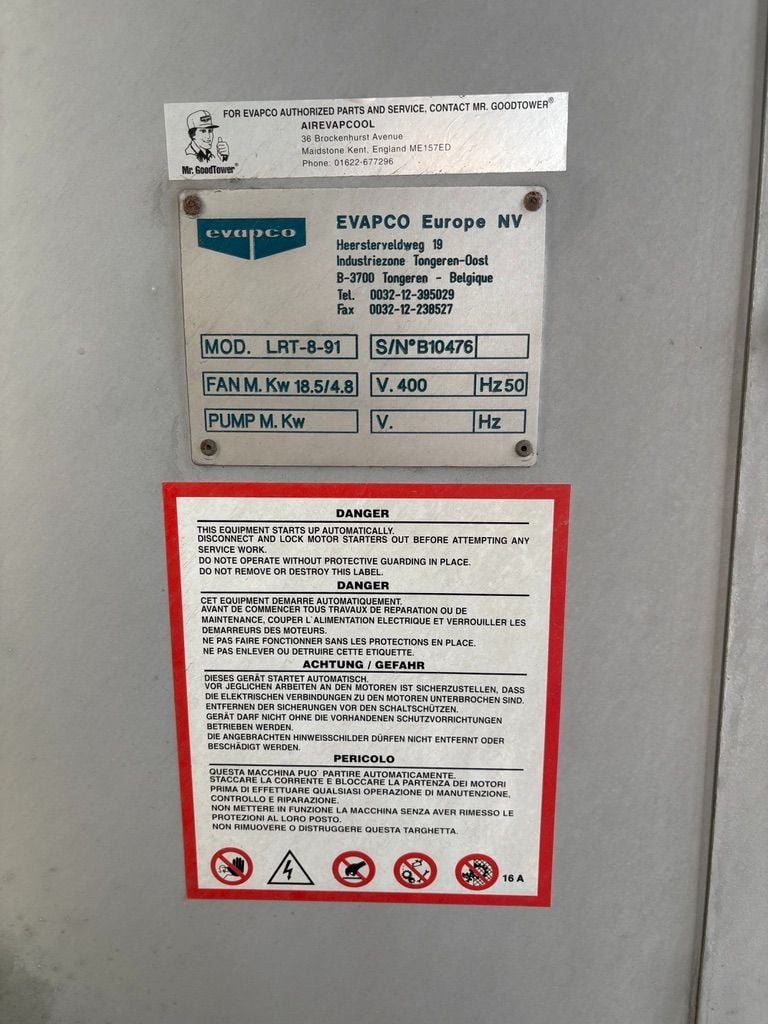 FOR EVAPCO AUTHORIZED PARTS AND SERVICE, CONTACT MR. GOODTOWER®
AIREVAPCOOL
36 Brockenhurst Avenue
Maidstone Kent, England ME157ED
Phone: 01622-677296
Mr. GoodTower®
evapco
EVAPCO Europe NV
Heersterveldweg 19
Industriezone Tongeren-Oost
B-3700 Tongeren - Belgique
Tel. 0032-12-395029
Fax 0032-12-238527
MOD. LRT-8-91 S/N° B10476
FAN M. Kw 18.5/4.8 V. 400 Hz 50
PUMP M. Kw V. Hz
DANGER
THIS EQUIPMENT STARTS UP AUTOMATICALLY.
DISCONNECT AND LOCK MOTOR STARTERS OUT BEFORE ATTEMPTING ANY
SERVICE WORK.
DO NOTE OPERATE WITHOUT PROTECTIVE GUARDING IN PLACE.
DO NOT REMOVE OR DESTROY THIS LABEL.
DANGER
CET EQUIPMENT DEMARRE AUTOMATIQUEMENT.
AVANT DE COMMENCER TOUS TRAVAUX DE REPARATION OU DE
MAINTENANCE, COUPER L'ALIMENTATION ELECTRIQUE ET VERROUILLER LES
DEMARREURS DES MOTEURS.
NE PAS FAIRE FONCTIONNER SANS LES PROTECTIONS EN PLACE.
NE PAS ENLEVER OU DETRUIRE CETTE ETIQUETTE.
ACHTUNG / GEFAHR
DIESES GERÄT STARTET AUTOMATISCH.
VOR JEGLICHEN ARBEITEN AN DEN MOTOREN IST SICHERZUSTELLEN, DASS
DIE ELEKTRISCHEN VERBINDUNGEN ZU DEN MOTOREN UNTERBROCHEN SIND.
ENTFERNEN DER SICHERUNGEN VOR DEN SCHALTSCHÜTZEN.
GERÄT DARF NICHT OHNE DIE VORHANDENEN SCHUTZVORRICHTUNGEN
BETRIEBEN WERDEN.
DIE ANGEBRACHTEN HINWEISSCHILDER DÜRFEN NICHT ENTFERNT ODER
BESCHÄDIGT WERDEN.
PERICOLO
QUESTA MACCHINA PUO' PARTIRE AUTOMATICAMENTE.
STACCARE LA CORRENTE E BLOCCARE LA PARTENZA DEI MOTORI
PRIMA DI EFFETTUARE QUALSIASI OPERAZIONE DI MANUTENZIONE,
CONTROLLO E RIPARAZIONE.
NON METTERE IN FUNZIONE LA MACCHINA SENZA AVER RIMESSO LE
PROTEZIONI AL LORO POSTO.
NON RIMUOVERE O DISTRUGGERE QUESTA TARGHETTA.
16 A